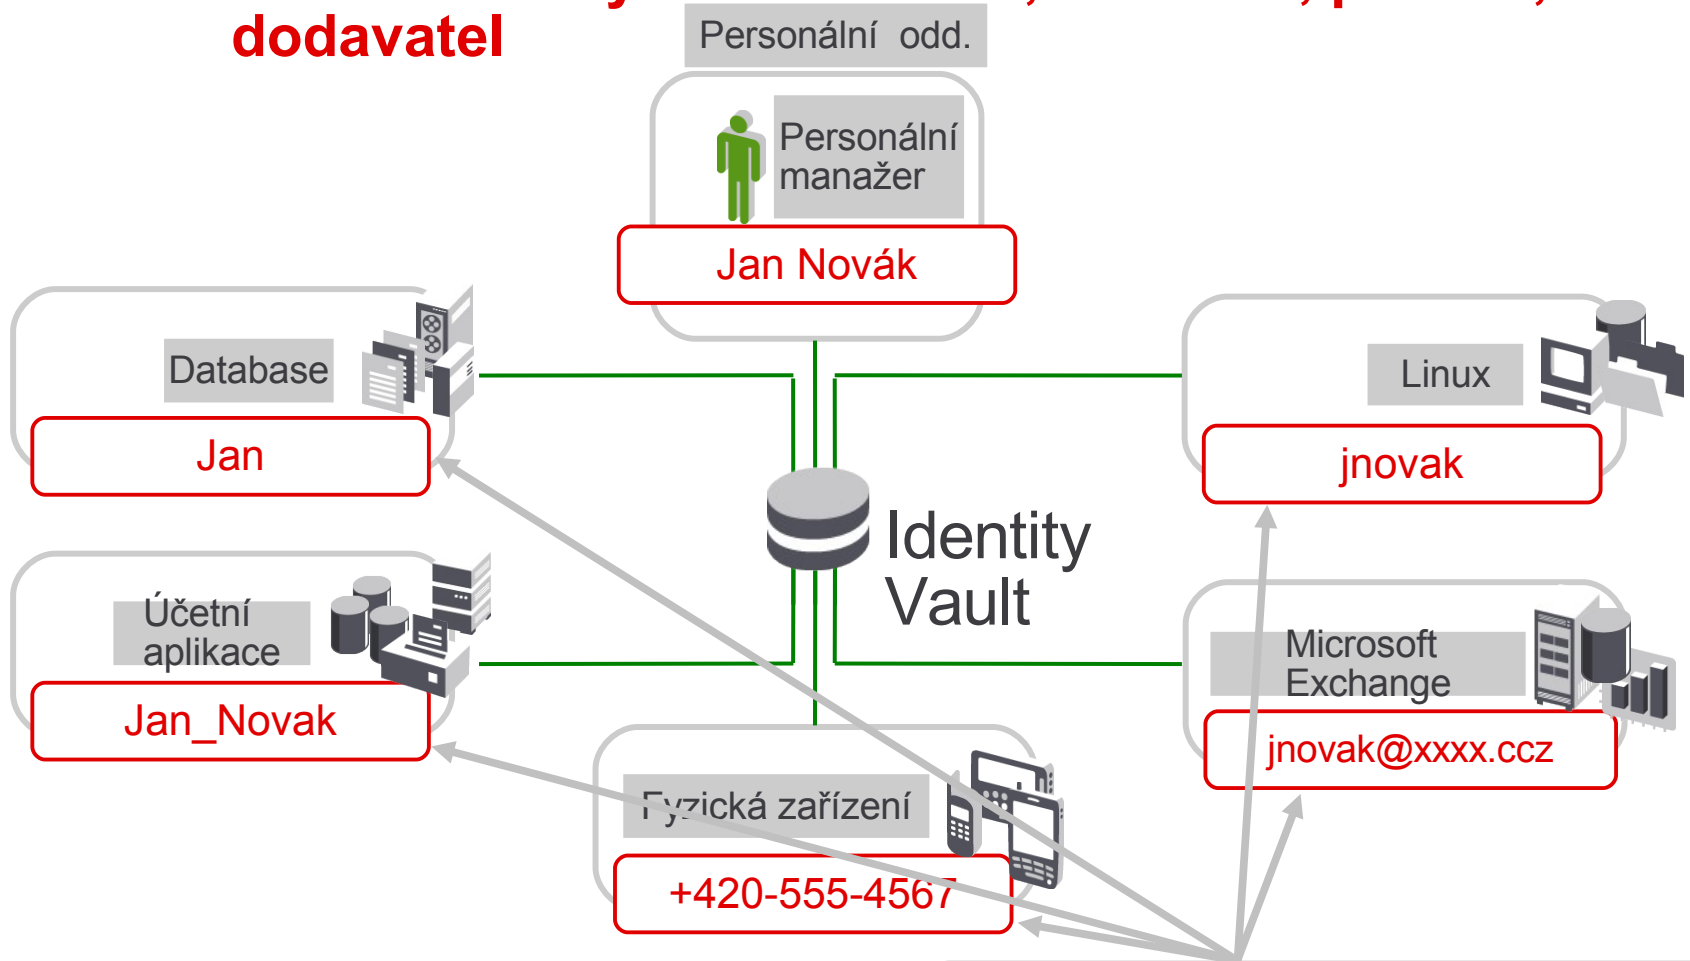 dodavatel
Personální odd.
Personální
manažer
Jan Novák
Database
Jan
Linux
jnovak
Identity
Vault
Účetní
aplikace
Jan_Novak
Microsoft
Exchange
jnovak@xxxx.ccz
Fyzická zařízení
+420-555-4567